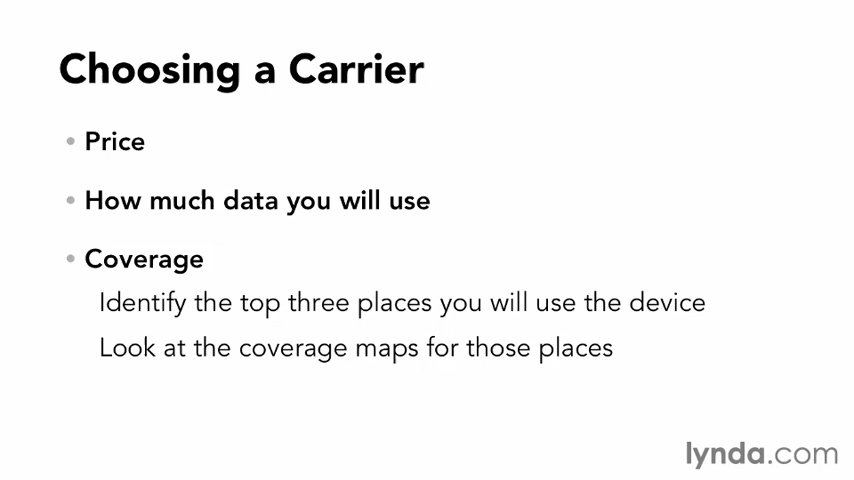 Choosing a Carrier
• Price
• How much data you will use
• Coverage
Identify the top three places you will use the device
Look at the coverage maps for those places
lynda.com